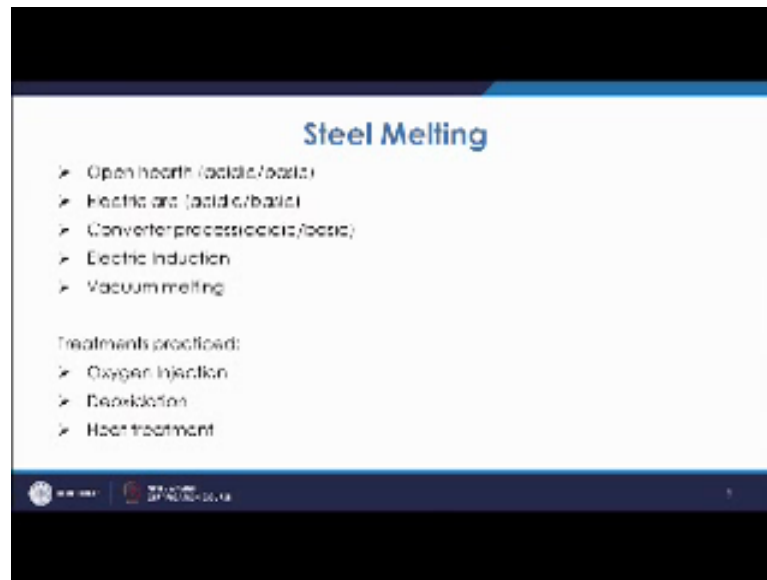 Steel Melting
➢ Open hearth (acidic/basic)
➢ Electric arc (acidic/basic)
➢ Converter process(acidic/basic)
➢ Electric Induction
➢ Vacuum melting
Treatments practiced:
➢ Oxygen Injection
➢ Deoxidation
➢ Heat treatment